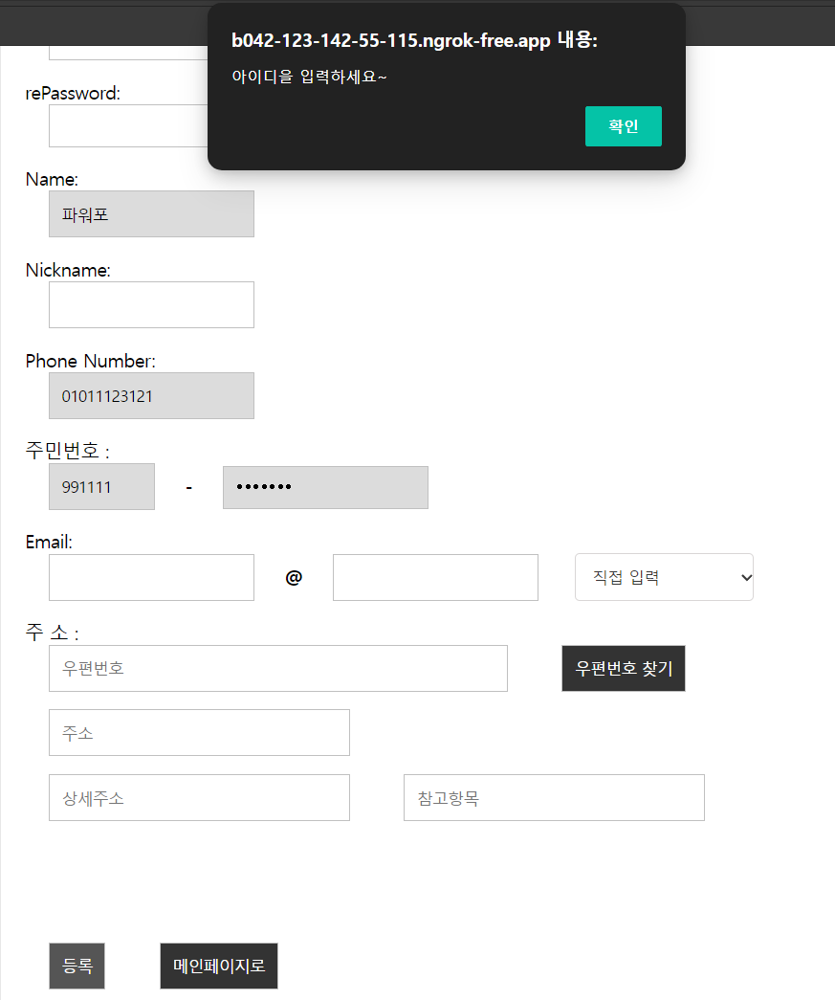 b042-123-142-55-115.ngrok-free.app 내용:
아이디을 입력하세요~
확인
rePassword:
Name:
파워포
Nickname:
Phone Number:
01011123121
주민번호 :
991111 - •••••••
Email:
@ 직접 입력
주 소 :
우편번호 우편번호 찾기
주소
상세주소 참고항목
등록 메인페이지로